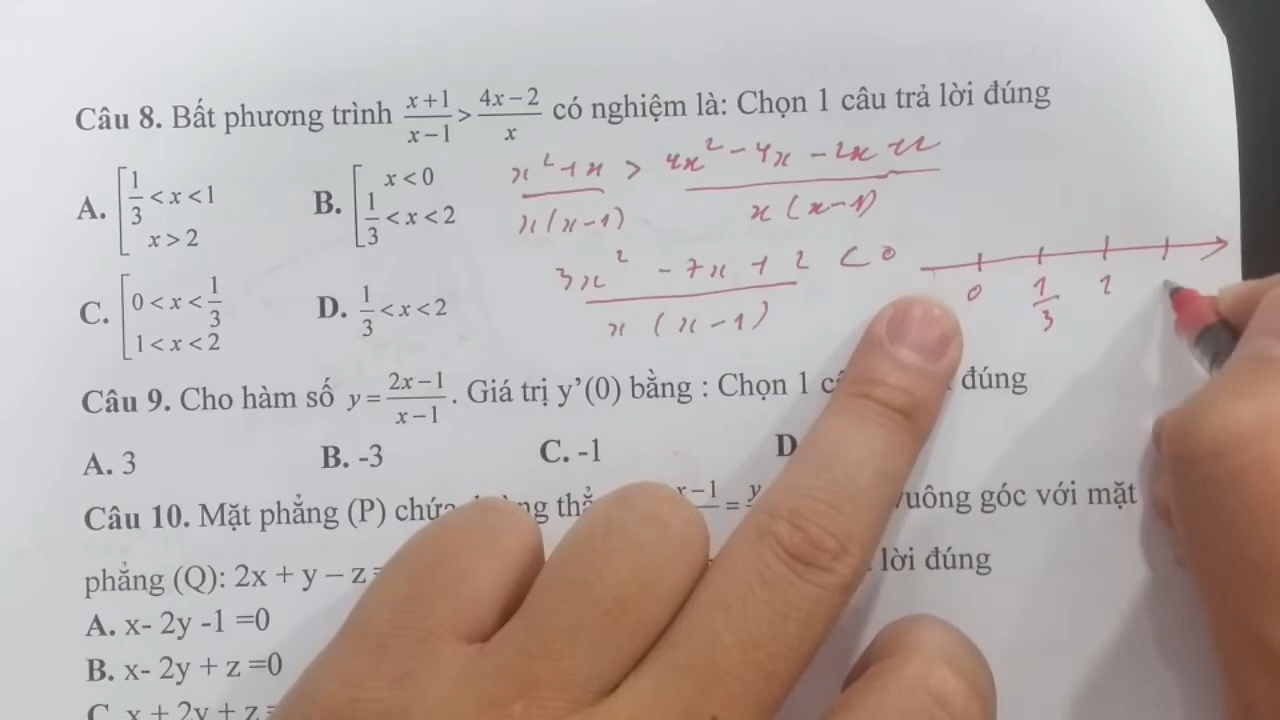 Câu 8. Bất phương trình (x+1)/(x−1) > (4x−2)/x có nghiệm là: Chọn 1 câu trả lời đúng
A. [ 1/3 < x < 1
x > 2
B. [ x < 0
1/3 < x < 2
C. [ 0 < x < 1/3
1 < x < 2
D. 1/3 < x < 2
(x² + x)/(x(x−1)) > (4x² − 4x − 2x + 2)/(x(x−1))
(3x² − 7x + 2)/(x(x−1)) < 0
0 1/3 1
Câu 9. Cho hàm số y = (2x−1)/(x−1). Giá trị y’(0) bằng : Chọn 1 đúng
A. 3 B. -3 C. -1 D
Câu 10. Mặt phẳng (P) vuông góc với mặt
phẳng (Q): 2x + y – z lời đúng
A. x- 2y -1 =0
B. x- 2y + z =0
C. x + 2y + z